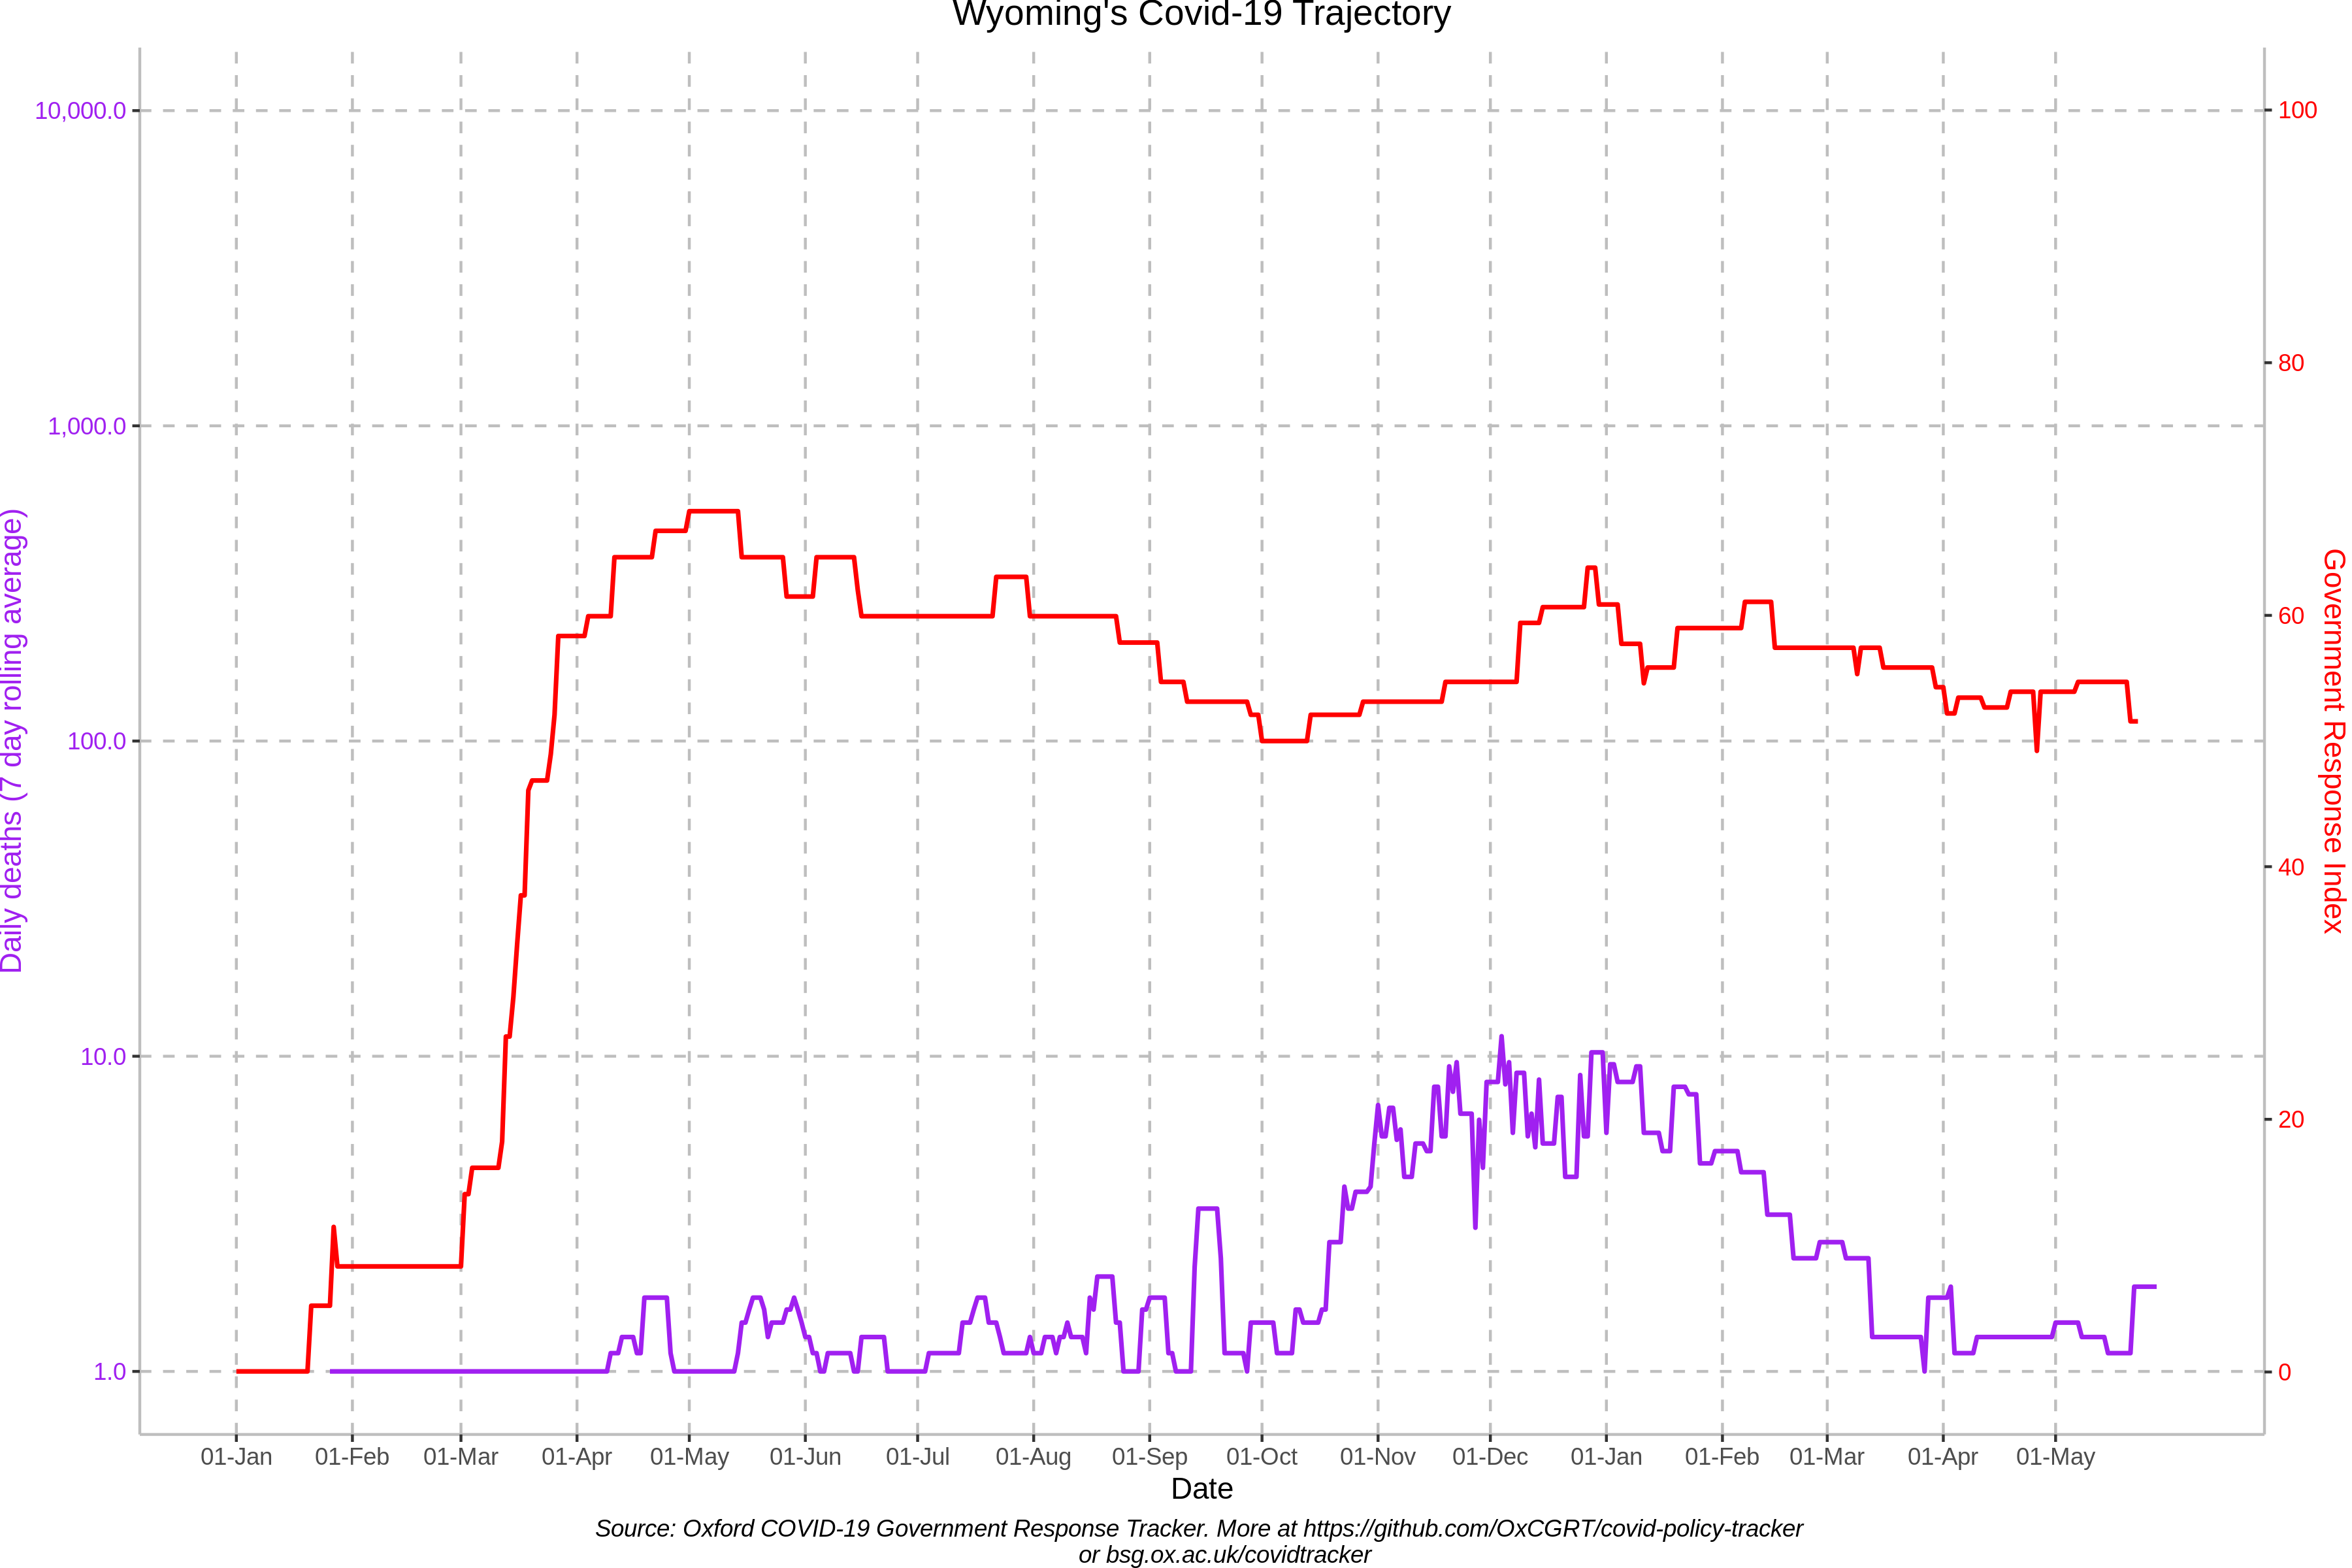 Wyoming's Covid-19 Trajectory
Daily deaths (7 day rolling average)
10,000.0
1,000.0
100.0
10.0
1.0
Government Response Index
100
80
60
40
20
0
01-Jan 01-Feb 01-Mar 01-Apr 01-May 01-Jun 01-Jul 01-Aug 01-Sep 01-Oct 01-Nov 01-Dec 01-Jan 01-Feb 01-Mar 01-Apr 01-May
Date
Source: Oxford COVID-19 Government Response Tracker. More at https://github.com/OxCGRT/covid-policy-tracker
or bsg.ox.ac.uk/covidtracker